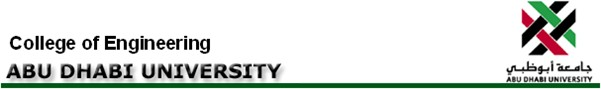 College of Engineering
ABU DHABI UNIVERSITY
جامعة أبوظبي
ABU DHABI UNIVERSITY